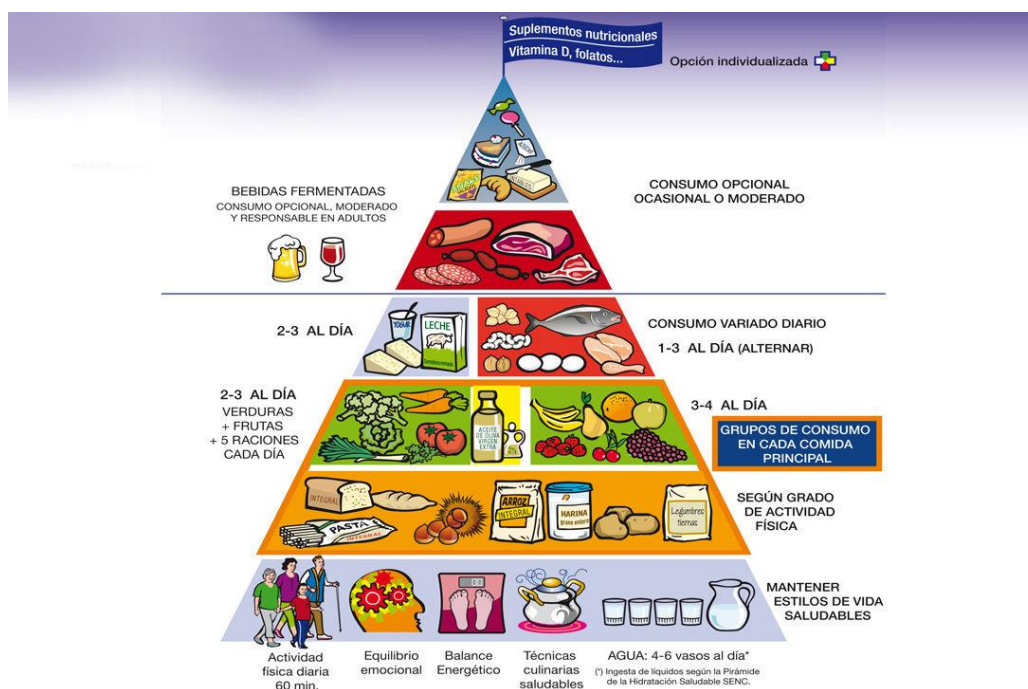 Suplementos nutricionales
Vitamina D, folatos...
Opción individualizada
BEBIDAS FERMENTADAS
CONSUMO OPCIONAL, MODERADO
Y RESPONSABLE EN ADULTOS
CONSUMO OPCIONAL
OCASIONAL O MODERADO
2-3 AL DÍA
YOGUR
LECHE
CONSUMO VARIADO DIARIO
1-3 AL DÍA (ALTERNAR)
2-3 AL DÍA
VERDURAS
+ FRUTAS
+ 5 RACIONES
CADA DÍA
ACEITE
DE OLIVA
VIRGEN
EXTRA
3-4 AL DÍA
GRUPOS DE CONSUMO
EN CADA COMIDA
PRINCIPAL
INTEGRAL
PASTA
INTEGRAL
ARROZ
INTEGRAL
HARINA
Legumbres
tiernas
SEGÚN GRADO
DE ACTIVIDAD
FÍSICA
MANTENER
ESTILOS DE VIDA
SALUDABLES
Actividad
física diaria
60 min.
Equilibrio
emocional
Balance
Energético
Técnicas
culinarias
saludables
AGUA: 4-6 vasos al día*
(*) Ingesta de líquidos según la Pirámide
de la Hidratación Saludable SENC.